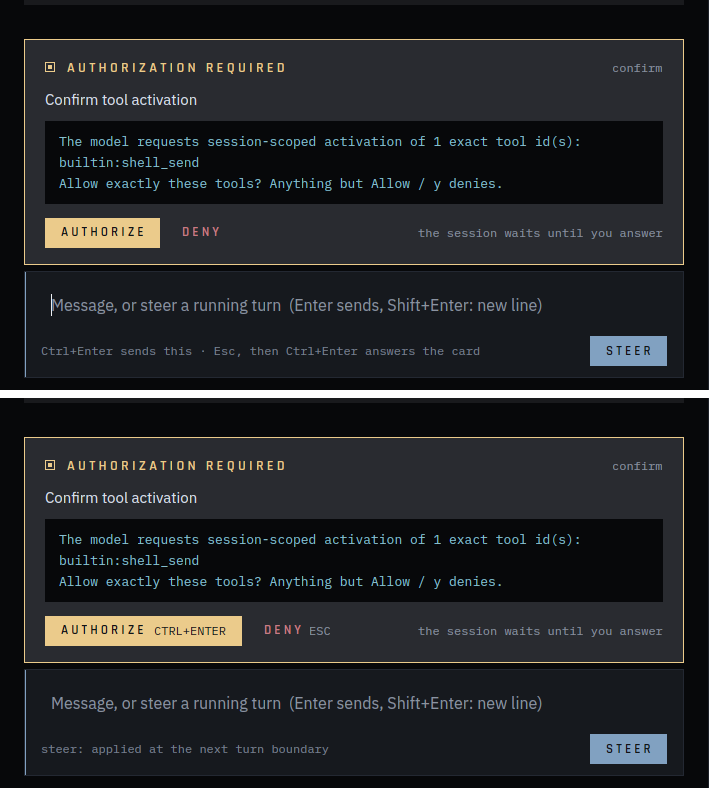 AUTHORIZATION REQUIRED confirm
Confirm tool activation
The model requests session-scoped activation of 1 exact tool id(s):
builtin:shell_send
Allow exactly these tools? Anything but Allow / y denies.
AUTHORIZE DENY the session waits until you answer
Message, or steer a running turn (Enter sends, Shift+Enter: new line)
Ctrl+Enter sends this · Esc, then Ctrl+Enter answers the card STEER
AUTHORIZATION REQUIRED confirm
Confirm tool activation
The model requests session-scoped activation of 1 exact tool id(s):
builtin:shell_send
Allow exactly these tools? Anything but Allow / y denies.
AUTHORIZE CTRL+ENTER DENY ESC the session waits until you answer
Message, or steer a running turn (Enter sends, Shift+Enter: new line)
steer: applied at the next turn boundary STEER